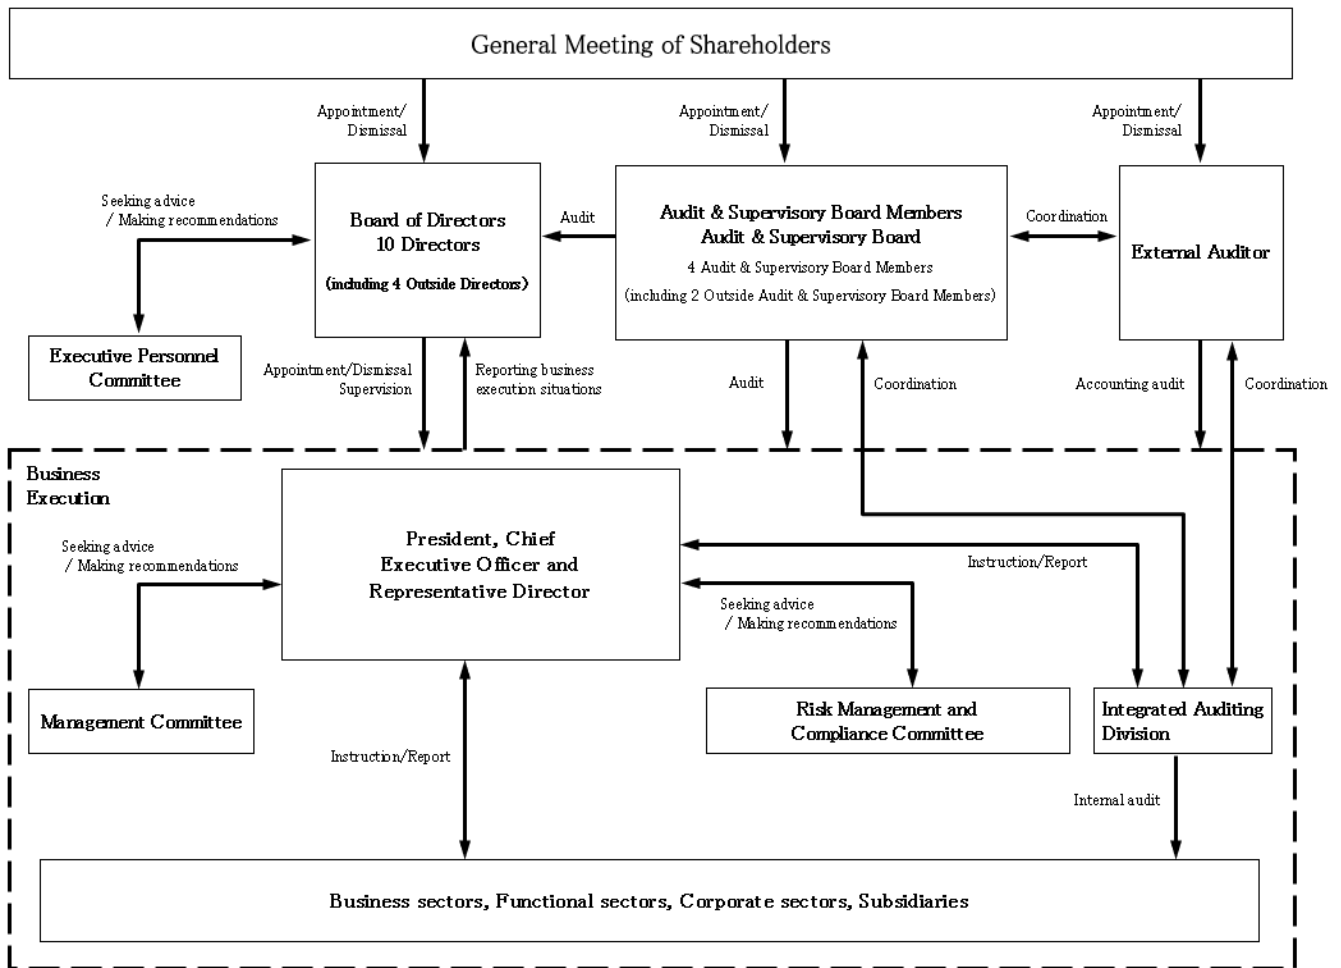 General Meeting of Shareholders
Appointment/
Dismissal
Appointment/
Dismissal
Appointment/
Dismissal
Seeking advice
/ Making recommendations
Board of Directors
10 Directors
(including 4 Outside Directors)
Audit
Audit & Supervisory Board Members
Audit & Supervisory Board
4 Audit & Supervisory Board Members
(including 2 Outside Audit & Supervisory Board Members)
Coordination
External Auditor
Executive Personnel
Committee
Appointment/Dismissal
Supervision
Reporting business
execution situations
Audit
Coordination
Accounting audit
Coordination
Business
Execution
President, Chief
Executive Officer and
Representative Director
Seeking advice
/ Making recommendations
Instruction/Report
Seeking advice
/ Making recommendations
Management Committee
Risk Management and
Compliance Committee
Integrated Auditing
Division
Instruction/Report
Internal audit
Business sectors, Functional sectors, Corporate sectors, Subsidiaries